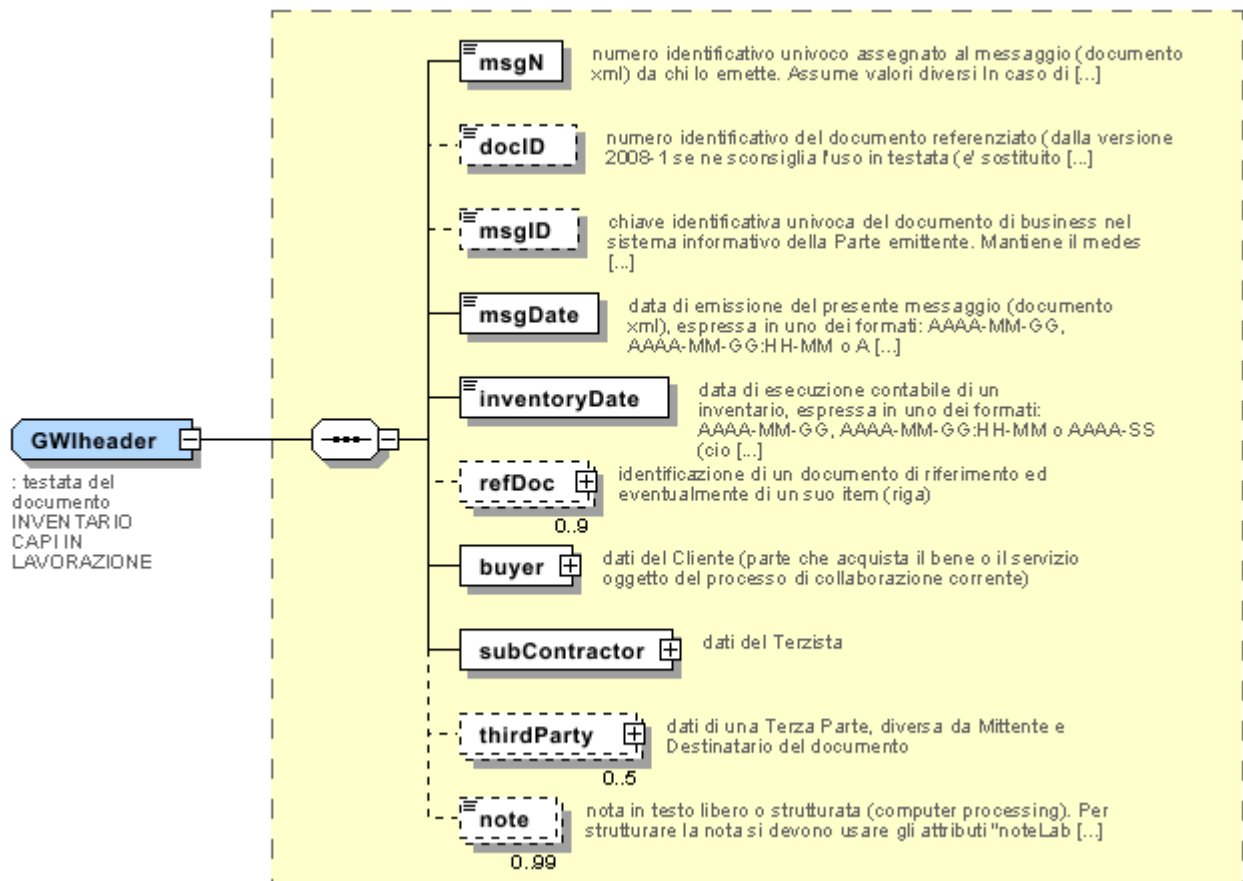 msgN
numero identificativo univoco assegnato al messaggio (documento
xml) da chi lo emette. Assume valori diversi In caso di [...]
docID
numero identificativo del documento referenziato (dalla versione
2008-1 se ne sconsiglia l'uso in testata (e' sostituito [...]
msgID
chiave identificativa univoca del documento di business nel
sistema informativo della Parte emittente. Mantiene il medes
[...]
msgDate
data di emissione del presente messaggio (documento
xml), espressa in uno dei formati: AAAA-MM-GG,
AAAA-MM-GG:HH-MM o A [...]
inventoryDate
data di esecuzione contabile di un
inventario, espressa in uno dei formati:
AAAA-MM-GG, AAAA-MM-GG:HH-MM o AAAA-SS
(cio [...]
GWIheader
: testata del
documento
INVENTARIO
CAPI IN
LAVORAZIONE
refDoc
0..9
identificazione di un documento di riferimento ed
eventualmente di un suo item (riga)
buyer
dati del Cliente (parte che acquista il bene o il servizio
oggetto del processo di collaborazione corrente)
subContractor
dati del Terzista
thirdParty
0..5
dati di una Terza Parte, diversa da Mittente e
Destinatario del documento
note
0..99
nota in testo libero o strutturata (computer processing). Per
strutturare la nota si devono usare gli attributi "noteLab [...]